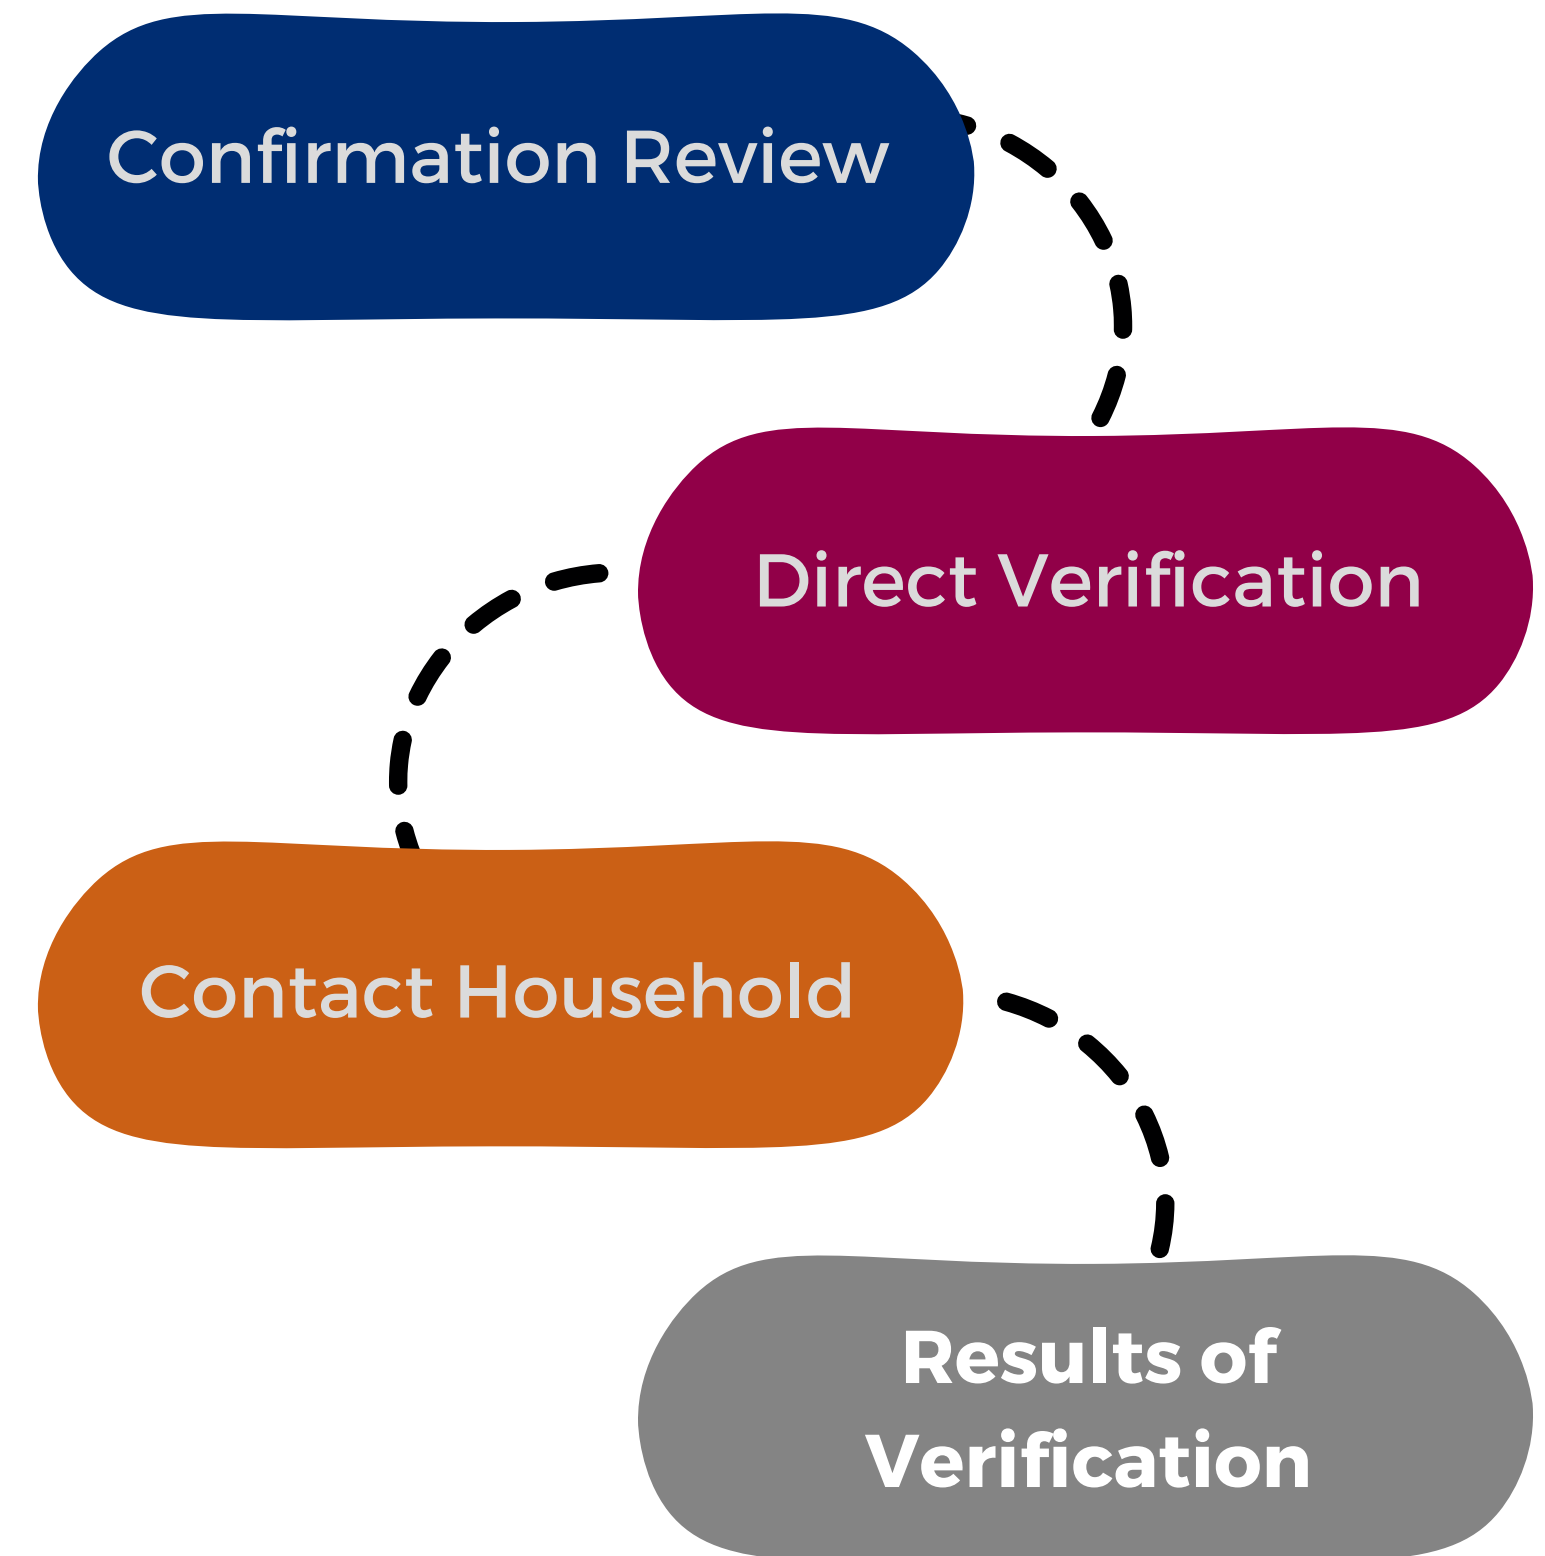 Confirmation Review
Direct Verification
Contact Household
Results of
Verification